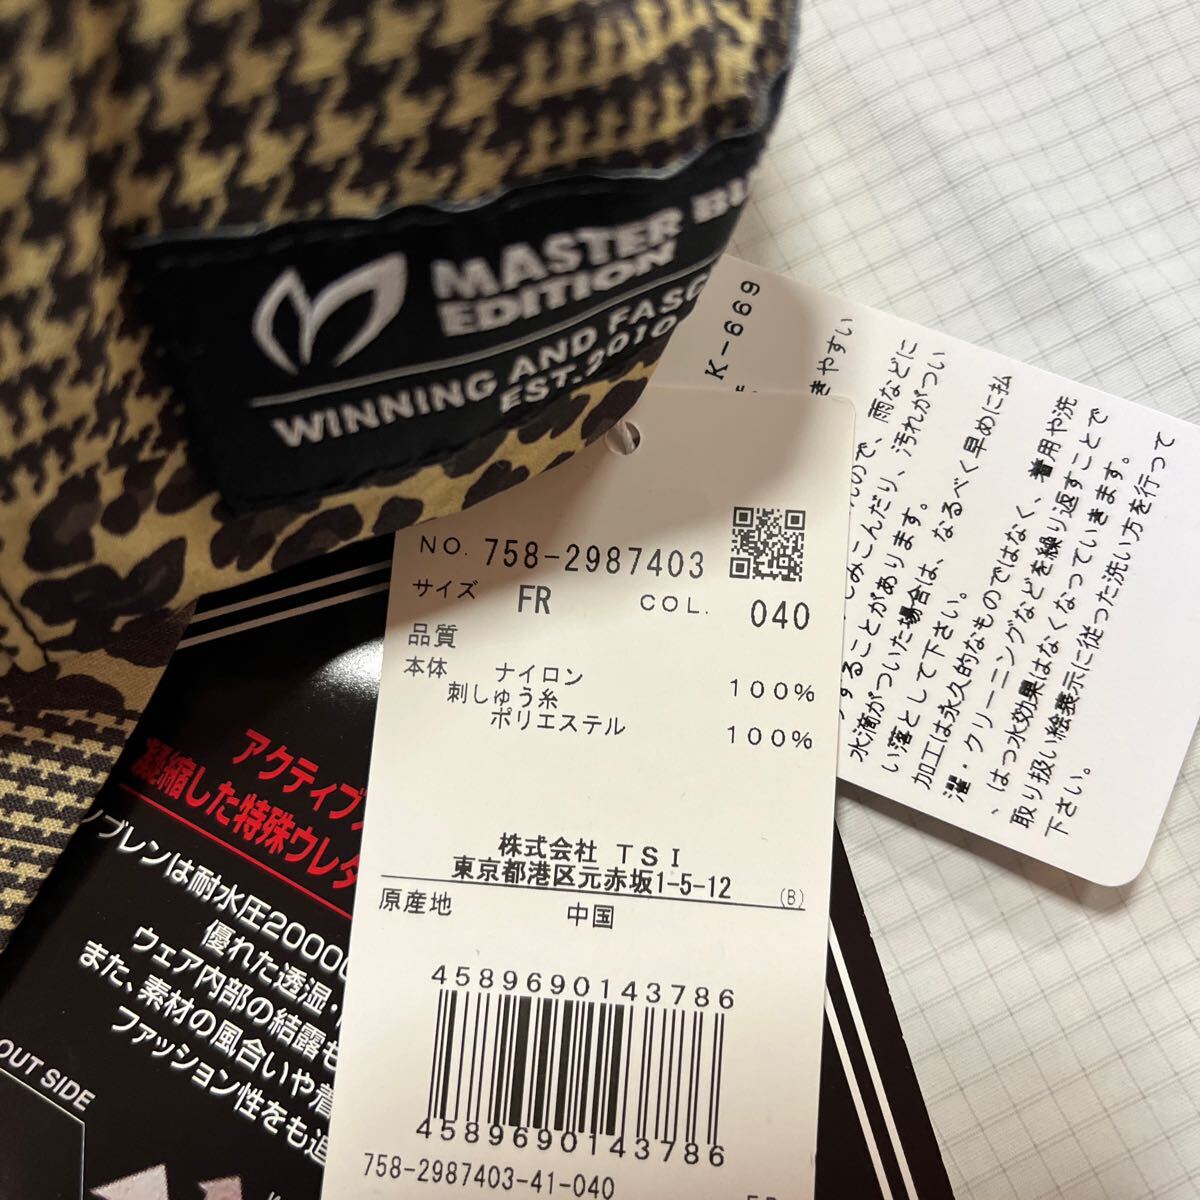 MASTER BU
EDITION
WINNING AND FASC
EST.2010
K-669
きやすい
ので、雨などに
しみこんだり、汚れがつい
することがあります。
水滴がついた場合は、なるべく早めに払
い落として下さい。
加工は永久的なものではなく、着用や洗
濯・クリーニングなどを繰り返すことで
、はっ水効果はなくなっていきます。
取り扱い絵表示に従った洗い方を行って
下さい。
NO. 758-2987403
サイズ FR COL. 040
品質
本体 ナイロン 100%
刺しゅう糸
ポリエステル 100%
株式会社 TSI
東京都港区元赤坂1-5-12 (B)
原産地 中国
4589690143786
4589690143786
758-2987403-41-040
アクティブ
凝縮した特殊ウレタ
ノブレンは耐水圧20000
優れた透湿・
ウェア内部の結露も
また、素材の風合いや着
ファッション性をも追
OUT SIDE